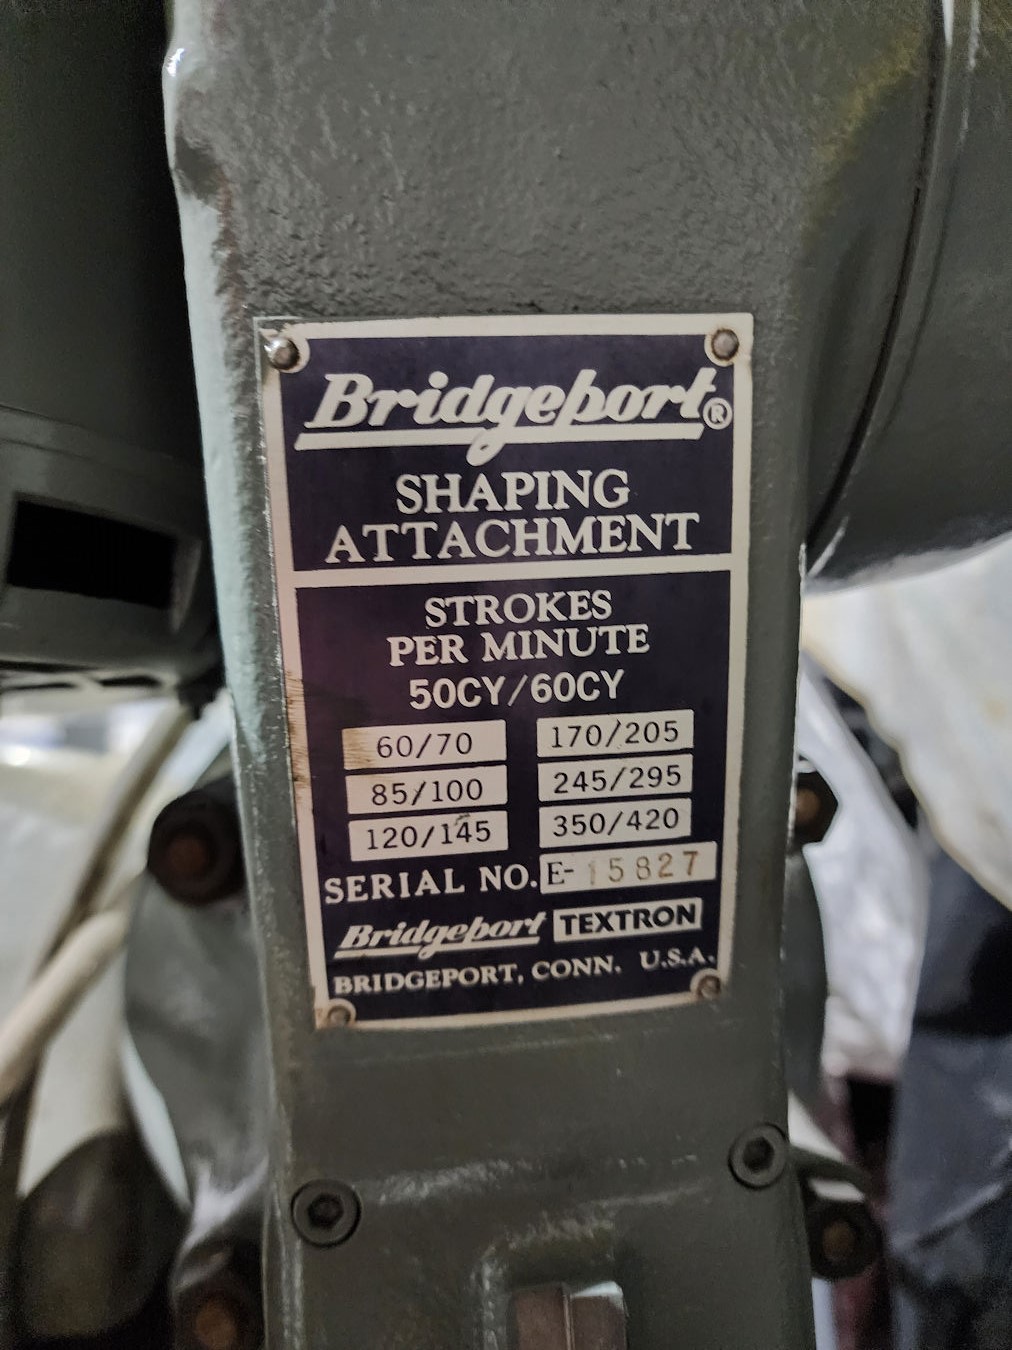 Bridgeport®
SHAPING
ATTACHMENT
STROKES
PER MINUTE
50CY/60CY
60/70 170/205
85/100 245/295
120/145 350/420
SERIAL NO. E-15827
Bridgeport TEXTRON
BRIDGEPORT, CONN. U.S.A.